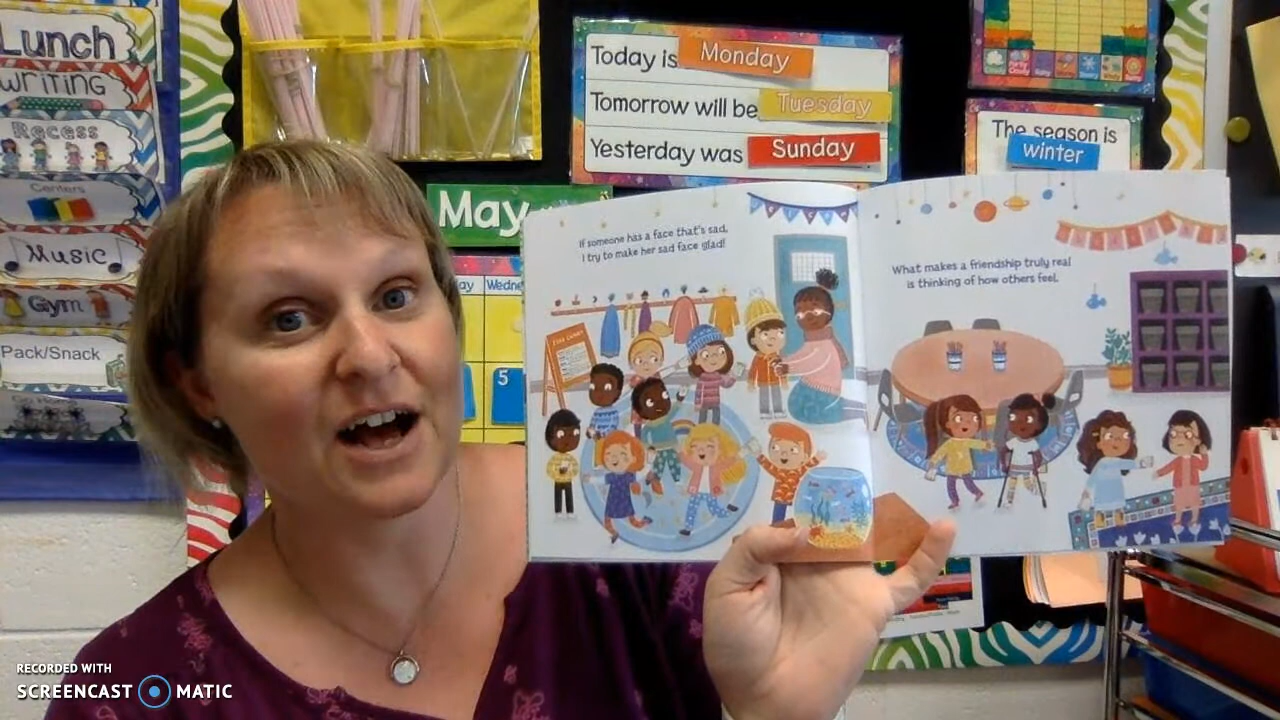 Lunch
Writing
Recess
Centers
Music
Gym
Pack/Snack
Today is Monday
Tomorrow will be Tuesday
Yesterday was Sunday
The season is
winter
May
Wedne
5
If someone has a face that's sad,
I try to make her sad face glad!
What makes a friendship truly real
is thinking of how others feel.
RECORDED WITH
SCREENCAST MATIC